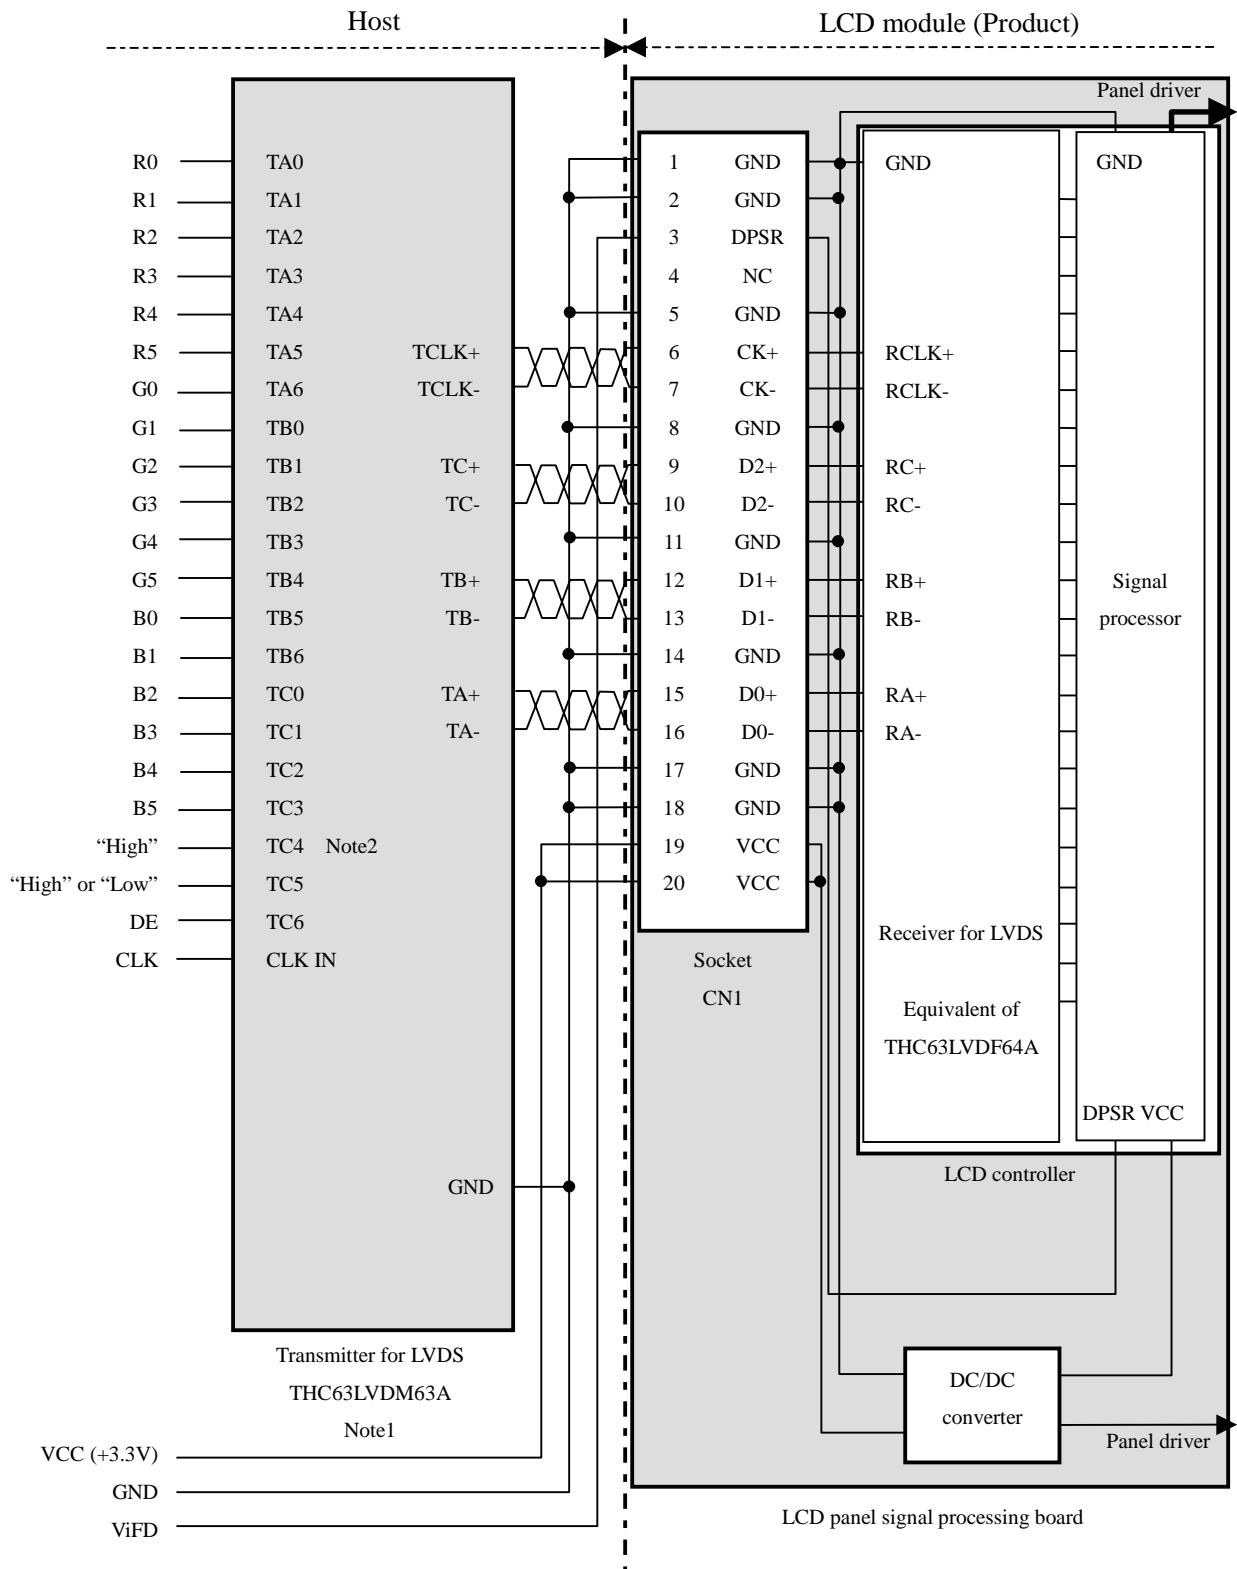 Host
LCD module (Product)
Panel driver
R0 TA0 1 GND GND GND
R1 TA1 2 GND
R2 TA2 3 DPSR
R3 TA3 4 NC
R4 TA4 5 GND
R5 TA5 TCLK+ 6 CK+ RCLK+
G0 TA6 TCLK- 7 CK- RCLK-
G1 TB0 8 GND
G2 TB1 TC+ 9 D2+ RC+
G3 TB2 TC- 10 D2- RC-
G4 TB3 11 GND
G5 TB4 TB+ 12 D1+ RB+ Signal
B0 TB5 TB- 13 D1- RB- processor
B1 TB6 14 GND
B2 TC0 TA+ 15 D0+ RA+
B3 TC1 TA- 16 D0- RA-
B4 TC2 17 GND
B5 TC3 18 GND
“High” TC4 Note2 19 VCC
“High” or “Low” TC5 20 VCC
DE TC6
Receiver for LVDS
CLK CLK IN
Socket
CN1
Equivalent of
THC63LVDF64A
DPSR VCC
LCD controller
GND
Transmitter for LVDS
THC63LVDM63A
Note1
DC/DC
converter
Panel driver
VCC (+3.3V)
GND
ViFD
LCD panel signal processing board